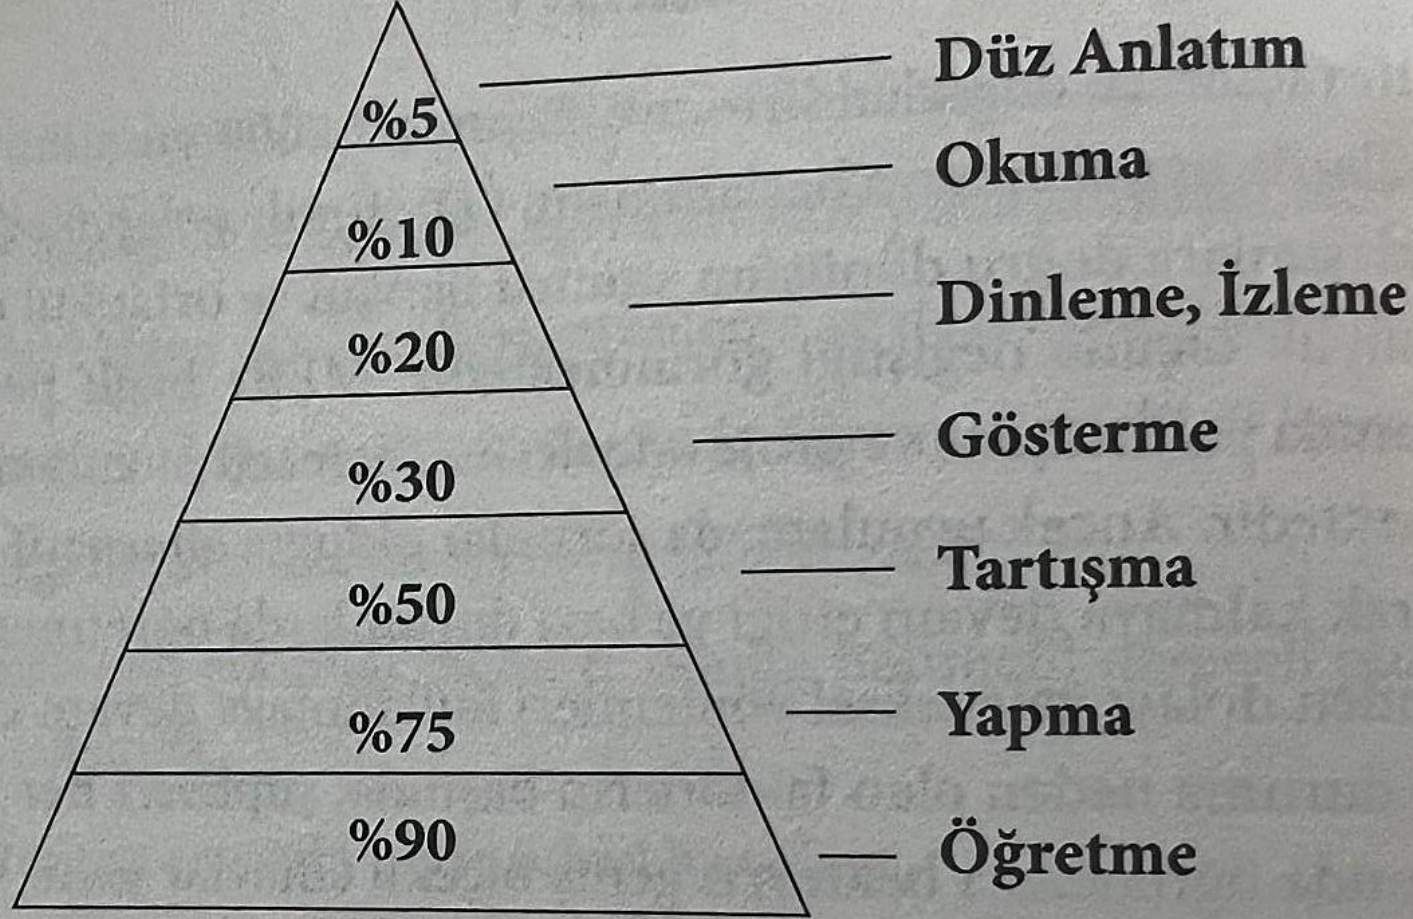 %5 Düz Anlatım
%10 Okuma
%20 Dinleme, İzleme
%30 Gösterme
%50 Tartışma
%75 Yapma
%90 Öğretme